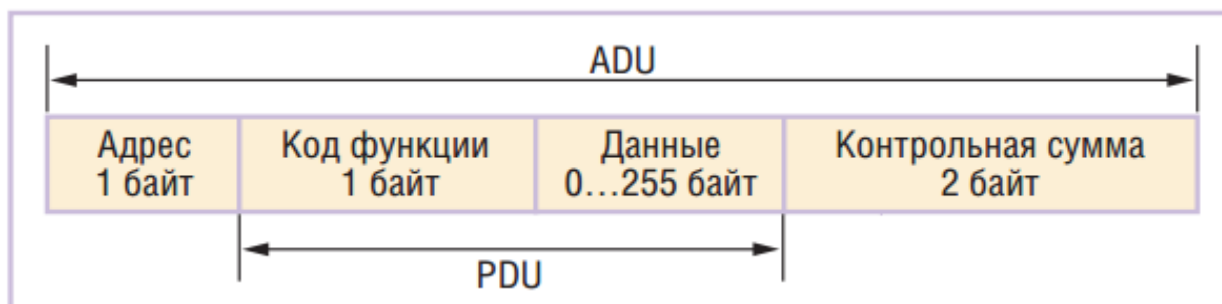 ADU
Адрес
1 байт
Код функции
1 байт
Данные
0...255 байт
Контрольная сумма
2 байт
PDU